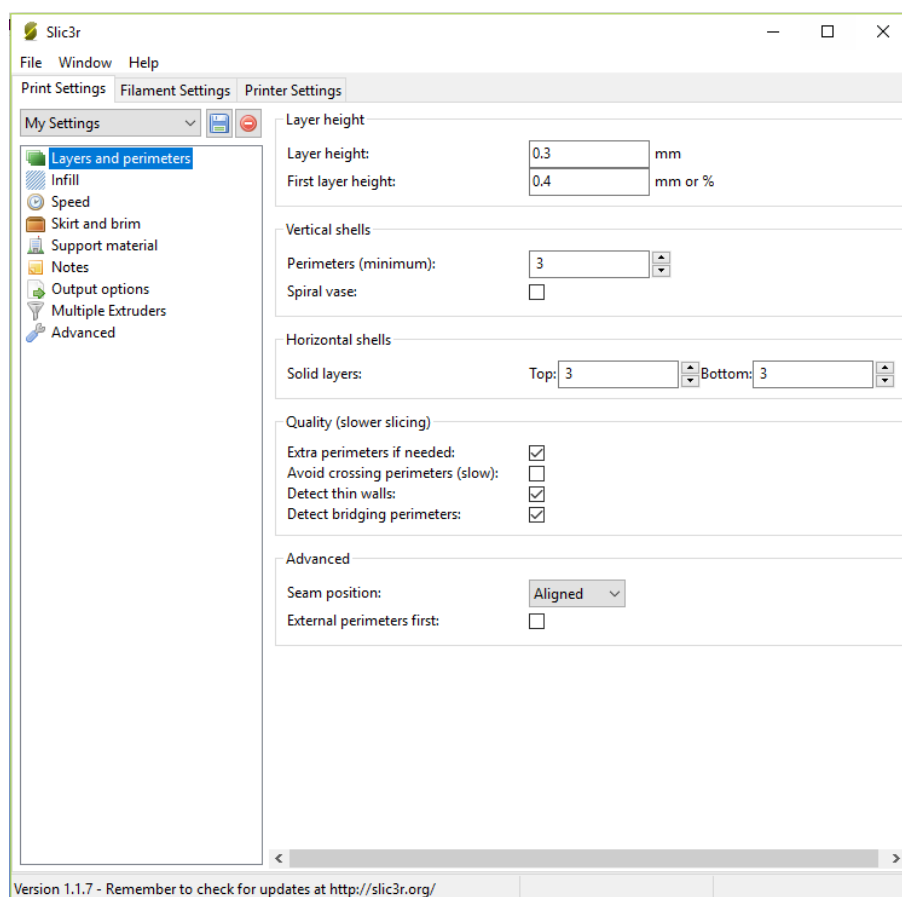 Slic3r
File Window Help
Print Settings Filament Settings Printer Settings
My Settings
Layers and perimeters
Infill
Speed
Skirt and brim
Support material
Notes
Output options
Multiple Extruders
Advanced
Layer height
Layer height: 0.3 mm
First layer height: 0.4 mm or %
Vertical shells
Perimeters (minimum): 3
Spiral vase:
Horizontal shells
Solid layers: Top: 3 Bottom: 3
Quality (slower slicing)
Extra perimeters if needed:
Avoid crossing perimeters (slow):
Detect thin walls:
Detect bridging perimeters:
Advanced
Seam position: Aligned
External perimeters first:
Version 1.1.7 - Remember to check for updates at http://slic3r.org/